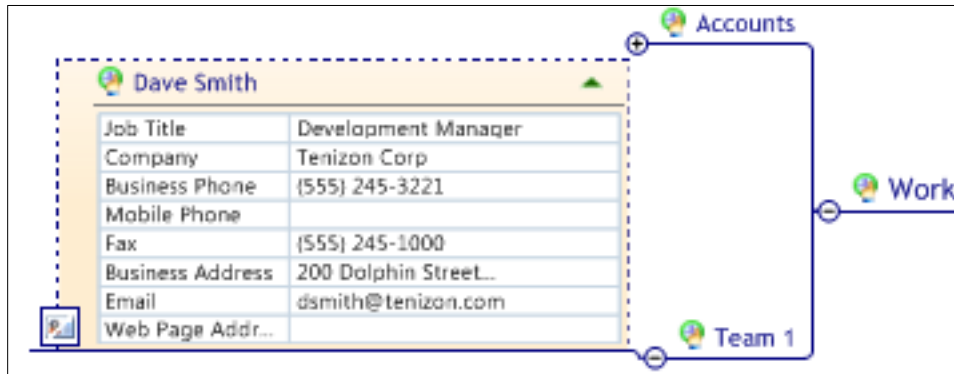 Accounts
Dave Smith
Job Title Development Manager
Company Tenizon Corp
Business Phone (555) 245-3221
Work
Mobile Phone
Fax (555) 245-1000
Business Address 200 Dolphin Street...
Email dsmith@tenizon.com
Web Page Addr...
Team 1